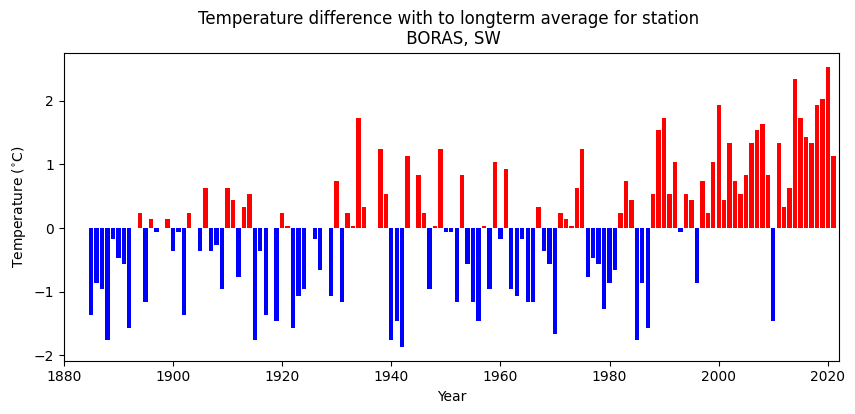 Temperature difference with to longterm average for station
BORAS, SW
Temperature (°C)
2
1
0
−1
−2
1880 1900 1920 1940 1960 1980 2000 2020
Year